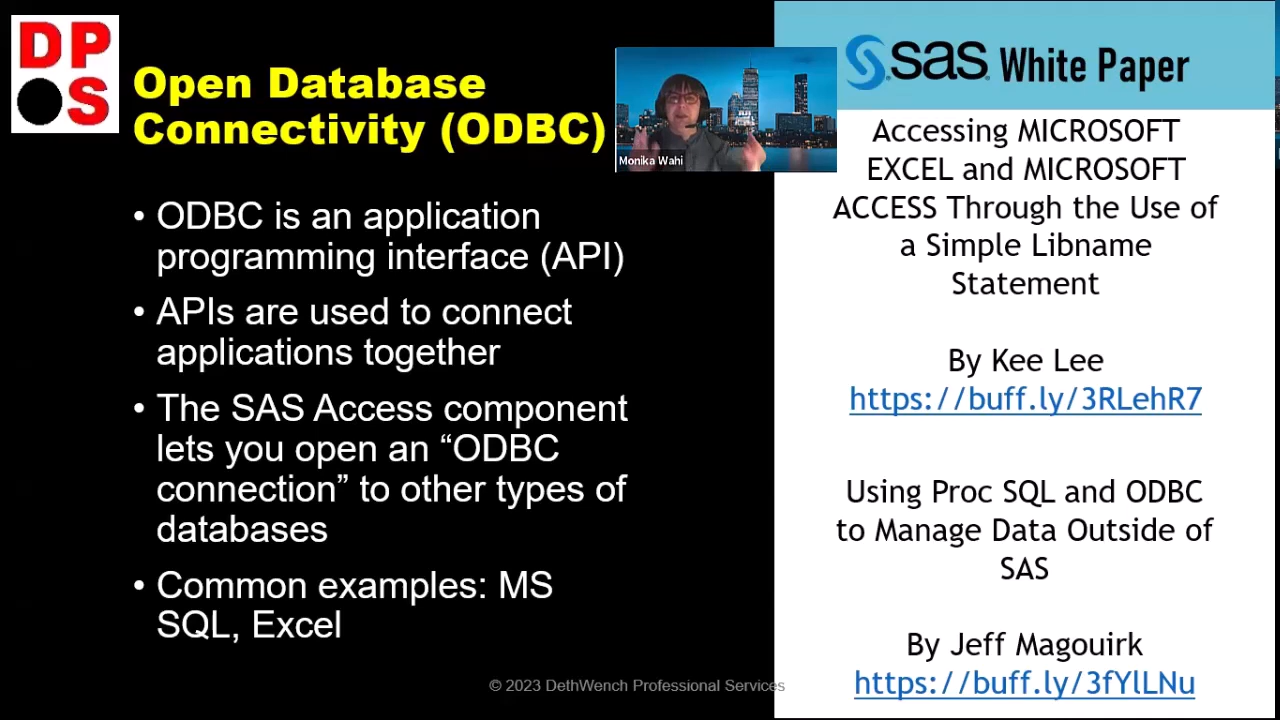 DP
S
Open Database
Connectivity (ODBC)
• ODBC is an application
programming interface (API)
• APIs are used to connect
applications together
• The SAS Access component
lets you open an “ODBC
connection” to other types of
databases
• Common examples: MS
SQL, Excel
© 2023 DethWench Professional Services
Monika Wahi
sas White Paper
Accessing MICROSOFT
EXCEL and MICROSOFT
ACCESS Through the Use of
a Simple Libname
Statement
By Kee Lee
https://buff.ly/3RLehR7
Using Proc SQL and ODBC
to Manage Data Outside of
SAS
By Jeff Magouirk
https://buff.ly/3fYlLNu